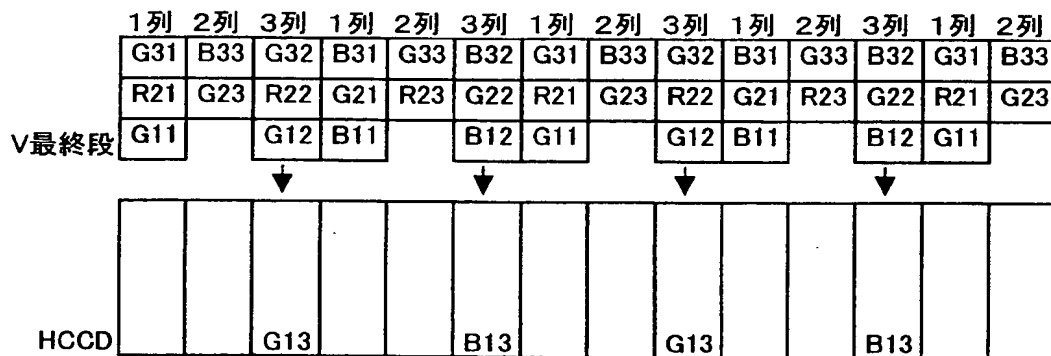 1列 2列 3列 1列 2列 3列 1列 2列 3列 1列 2列 3列 1列 2列
G31 B33 G32 B31 G33 B32 G31 B33 G32 B31 G33 B32 G31 B33
R21 G23 R22 G21 R23 G22 R21 G23 R22 G21 R23 G22 R21 G23
V最終段 G11 G12 B11 B12 G11 G12 B11 B12 G11
HCCD G13 B13 G13 B13